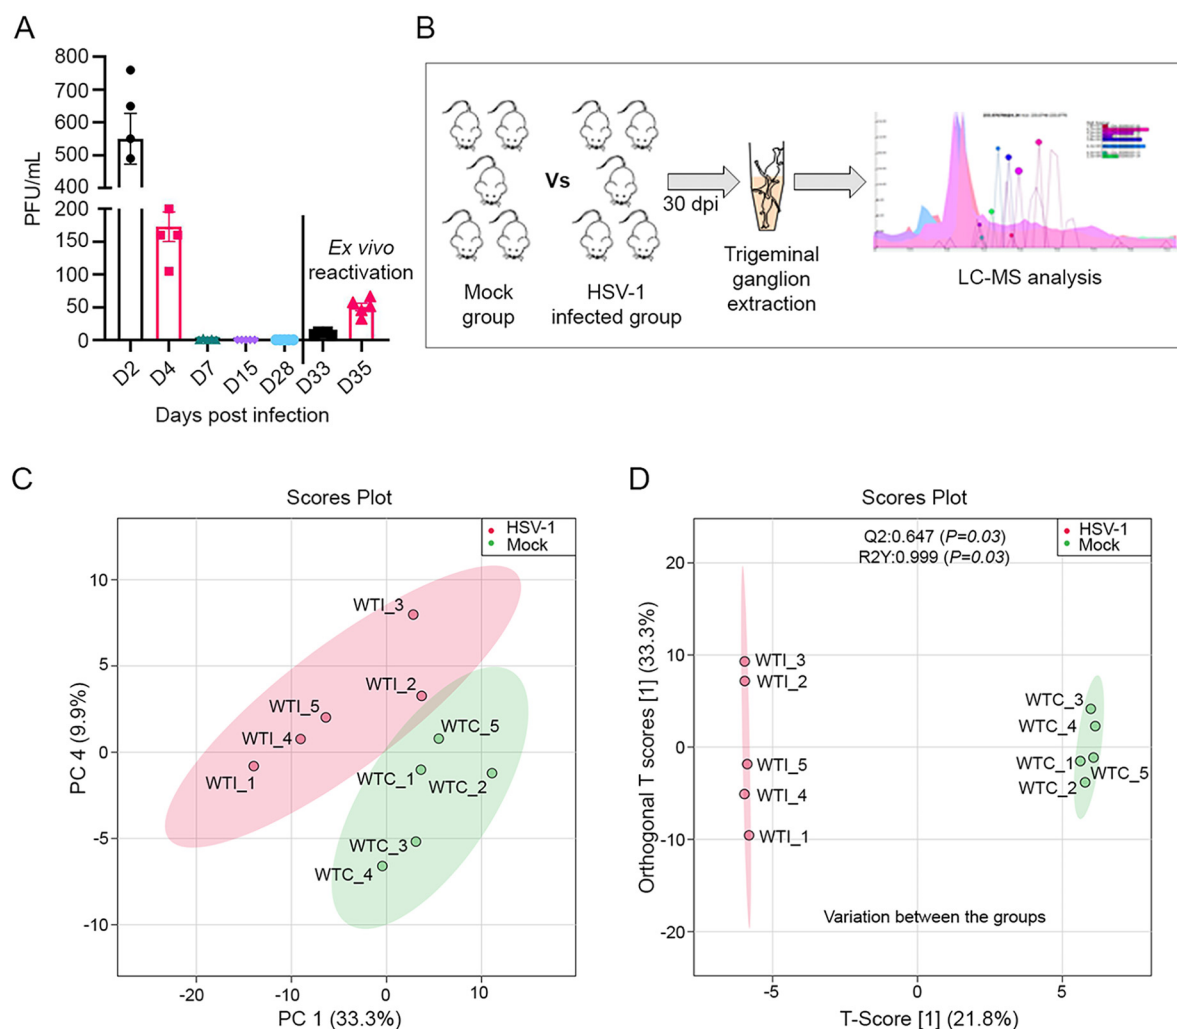 A
800
700
600
500
400
200
150
100
50
0
PFU/mL
Ex vivo
reactivation
D2
D4
D7
D15
D28
D33
D35
Days post infection
B
Vs
30 dpi
Mock
group
HSV-1
infected group
Trigeminal
ganglion
extraction
LC-MS analysis
C
Scores Plot
HSV-1
Mock
10
5
0
-5
-10
PC 4 (9.9%)
WTI_3
WTI_2
WTI_5
WTI_4
WTI_1
WTC_5
WTC_1
WTC_2
WTC_3
WTC_4
-20
-10
0
10
PC 1 (33.3%)
D
Scores Plot
Q2:0.647 (P=0.03)
R2Y:0.999 (P=0.03)
HSV-1
Mock
20
10
0
-10
-20
Orthogonal T scores [1] (33.3%)
WTI_3
WTI_2
WTI_5
WTI_4
WTI_1
WTC_3
WTC_4
WTC_1
WTC_5
WTC_2
Variation between the groups
-5
0
5
T-Score [1] (21.8%)